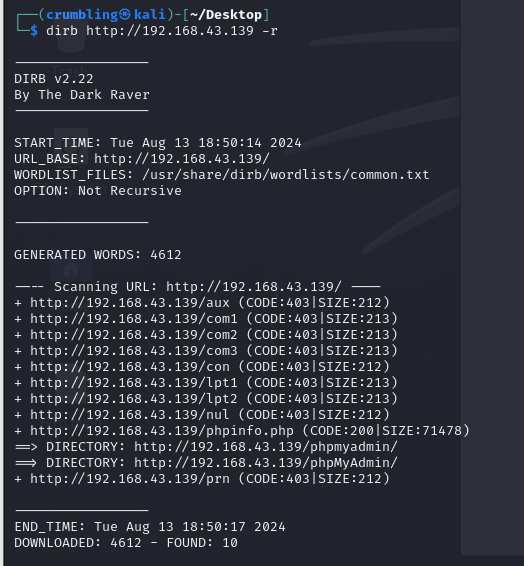 ┌──(crumbling㉿kali)-[~/Desktop]
└─$ dirb http://192.168.43.139 -r
-----------------
DIRB v2.22
By The Dark Raver
-----------------
START_TIME: Tue Aug 13 18:50:14 2024
URL_BASE: http://192.168.43.139/
WORDLIST_FILES: /usr/share/dirb/wordlists/common.txt
OPTION: Not Recursive
-----------------
GENERATED WORDS: 4612
---- Scanning URL: http://192.168.43.139/ ----
+ http://192.168.43.139/aux (CODE:403|SIZE:212)
+ http://192.168.43.139/com1 (CODE:403|SIZE:213)
+ http://192.168.43.139/com2 (CODE:403|SIZE:213)
+ http://192.168.43.139/com3 (CODE:403|SIZE:213)
+ http://192.168.43.139/con (CODE:403|SIZE:212)
+ http://192.168.43.139/lpt1 (CODE:403|SIZE:213)
+ http://192.168.43.139/lpt2 (CODE:403|SIZE:213)
+ http://192.168.43.139/nul (CODE:403|SIZE:212)
+ http://192.168.43.139/phpinfo.php (CODE:200|SIZE:71478)
==> DIRECTORY: http://192.168.43.139/phpmyadmin/
==> DIRECTORY: http://192.168.43.139/phpMyAdmin/
+ http://192.168.43.139/prn (CODE:403|SIZE:212)
-----------------
END_TIME: Tue Aug 13 18:50:17 2024
DOWNLOADED: 4612 - FOUND: 10